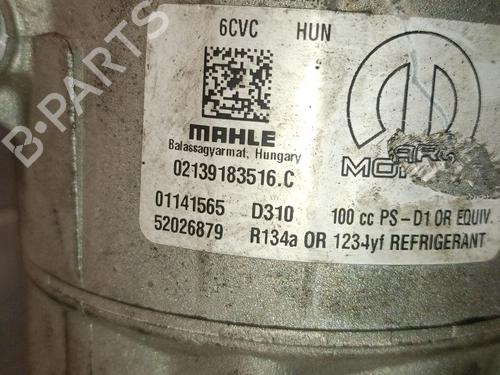 6CVC HUN
MAHLE
Balassagyarmat, Hungary
02139183516.C
01141565 D310 100 cc PS-D1 OR EQUIV.
52026879 R134a OR 1234yf REFRIGERANT
B-PARTS